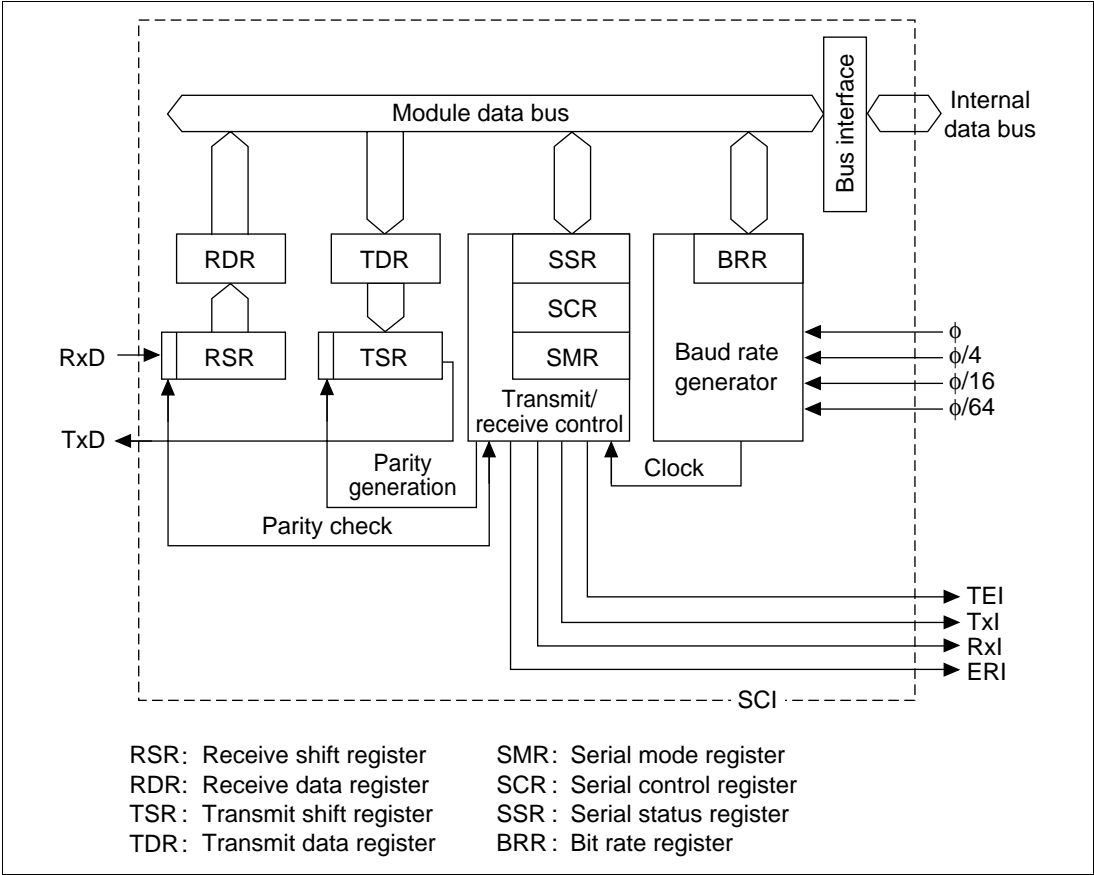 Module data bus
Bus interface
Internal
data bus
RDR
TDR
SSR
BRR
SCR
RxD
RSR
TSR
SMR
Baud rate
generator
ϕ
ϕ/4
ϕ/16
ϕ/64
Transmit/
receive control
TxD
Parity
generation
Clock
Parity check
TEI
TxI
RxI
ERI
SCI
RSR: Receive shift register
RDR: Receive data register
TSR: Transmit shift register
TDR: Transmit data register
SMR: Serial mode register
SCR: Serial control register
SSR: Serial status register
BRR: Bit rate register